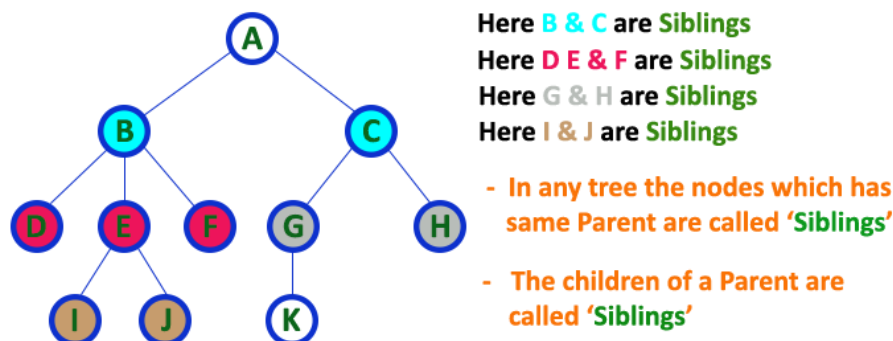 A
B
C
D
E
F
G
H
I
J
K
Here B & C are Siblings
Here D E & F are Siblings
Here G & H are Siblings
Here I & J are Siblings
- In any tree the nodes which has
same Parent are called ‘Siblings’
- The children of a Parent are
called ‘Siblings’